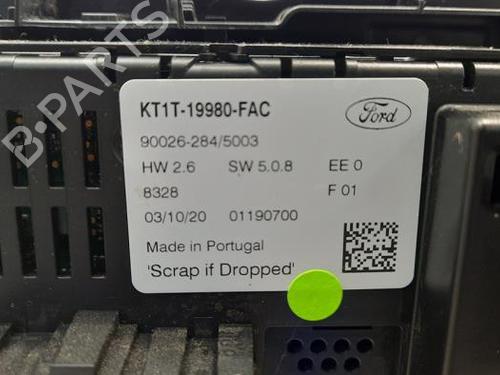 KT1T-19980-FAC
Ford
90026-284/5003
HW 2.6 SW 5.0.8 EE 0
8328 F 01
03/10/20 01190700
Made in Portugal
'Scrap if Dropped'
B-PARTS